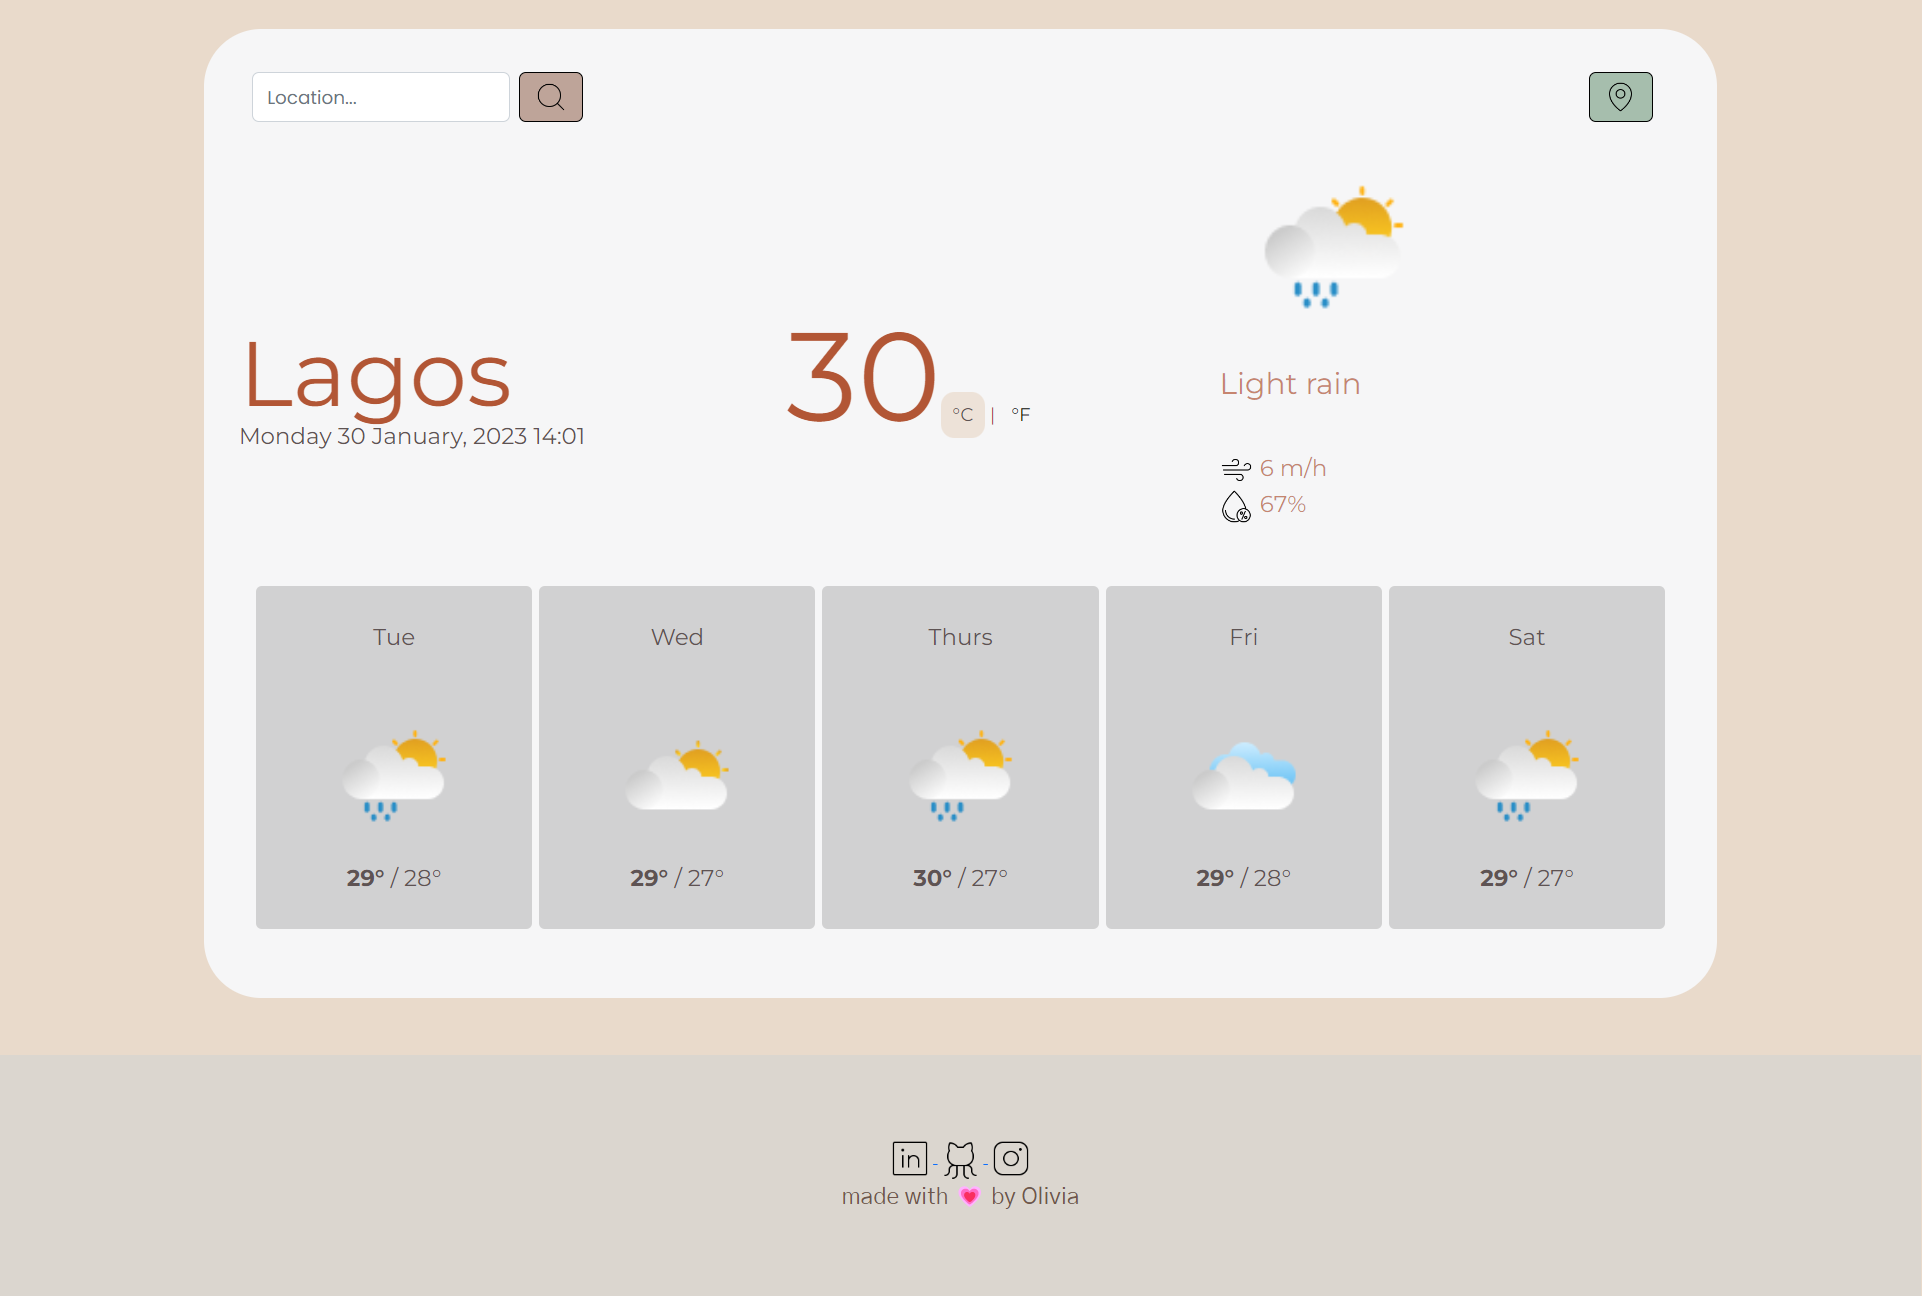 Location...
Lagos
Monday 30 January, 2023 14:01
30 °C | °F
Light rain
6 m/h
67%
Tue
29° / 28°
Wed
29° / 27°
Thurs
30° / 27°
Fri
29° / 28°
Sat
29° / 27°
in
made with 💗 by Olivia